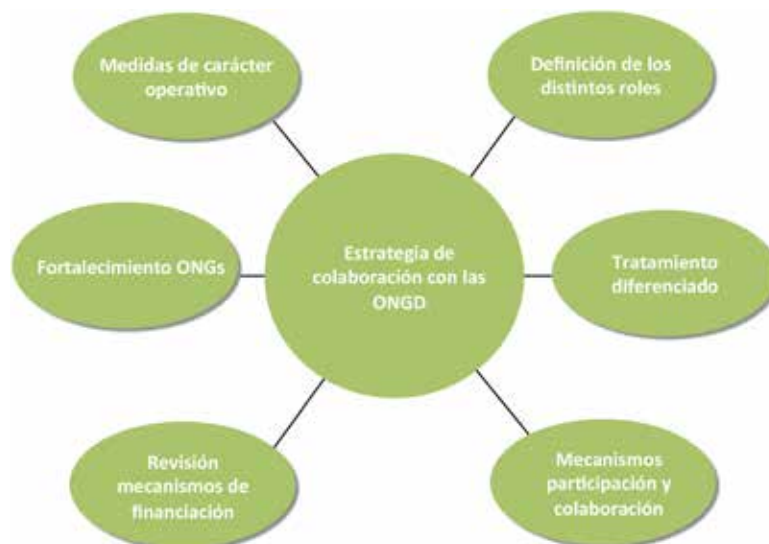 Medidas de carácter
operativo
Definición de los
distintos roles
Fortalecimiento ONGs
Estrategia de
colaboración con las
ONGD
Tratamiento
diferenciado
Revisión
mecanismos de
financiación
Mecanismos
participación y
colaboración